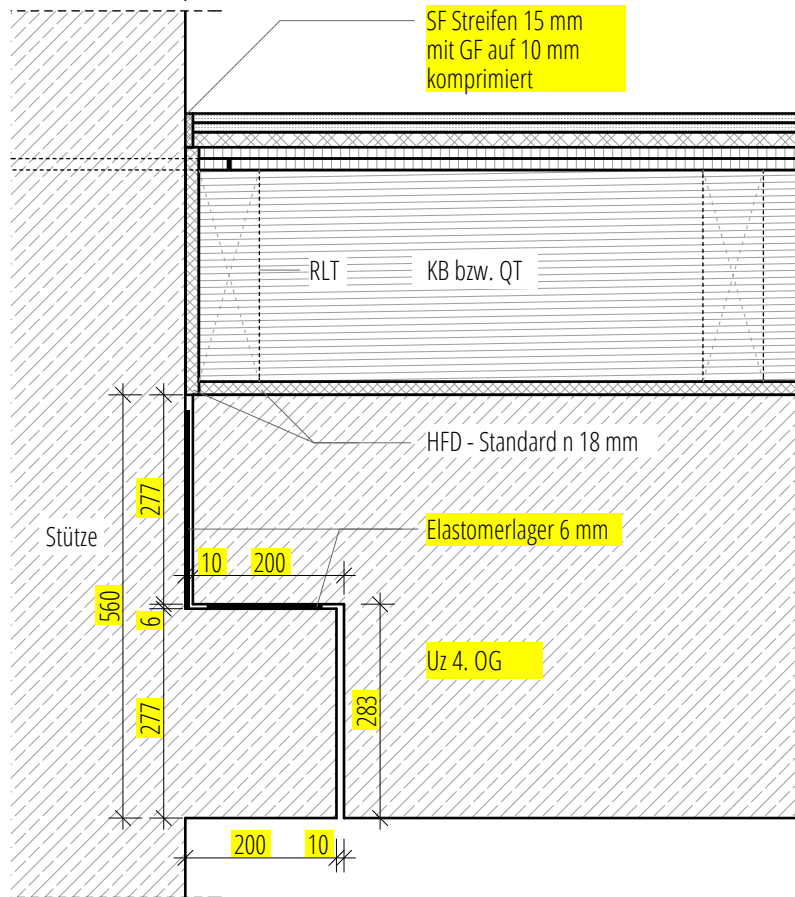 SF Streifen 15 mm
mit GF auf 10 mm
komprimiert
RLT
KB bzw. QT
HFD - Standard n 18 mm
277
Stütze
Elastomerlager 6 mm
10
200
560
6
Uz 4. OG
277
283
200
10